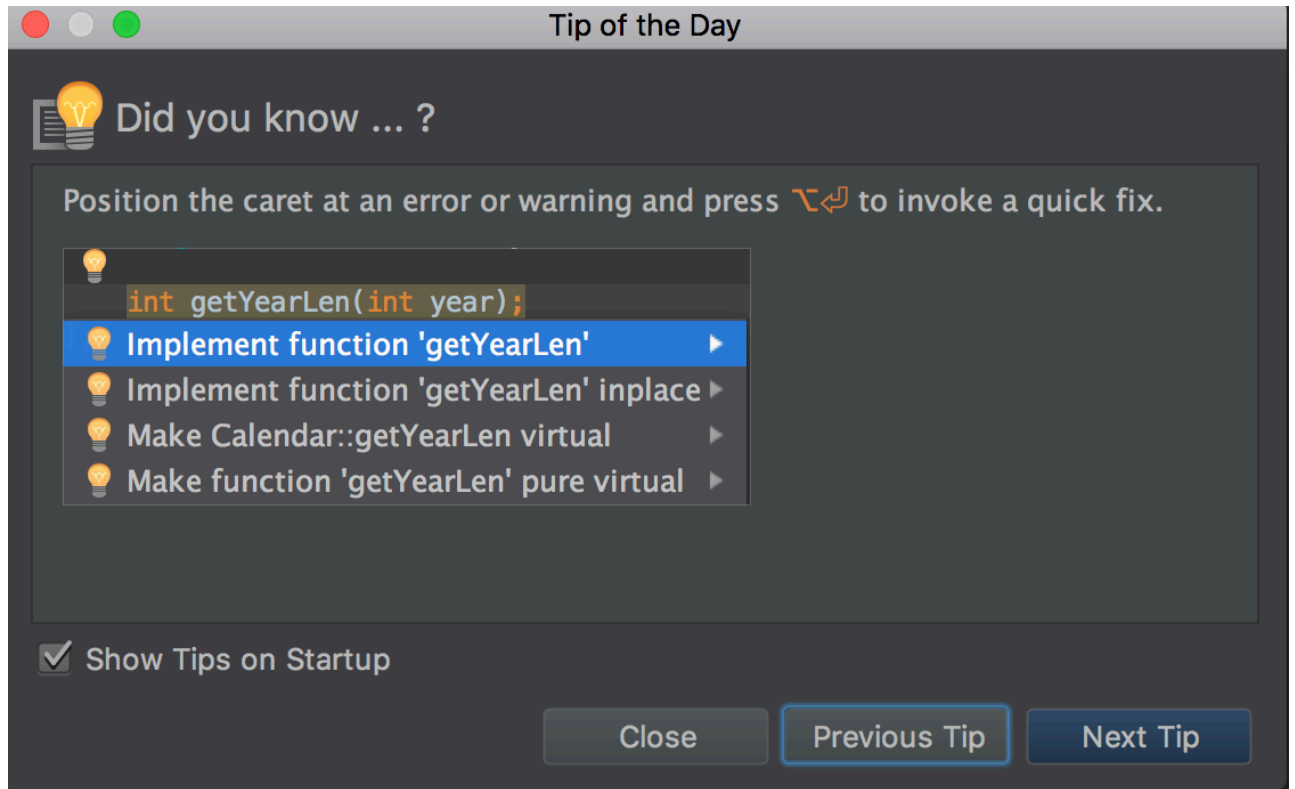 Tip of the Day
Did you know ... ?
Position the caret at an error or warning and press ⌥⏎ to invoke a quick fix.
int getYearLen(int year);
Implement function 'getYearLen'
Implement function 'getYearLen' inplace
Make Calendar::getYearLen virtual
Make function 'getYearLen' pure virtual
Show Tips on Startup
Close Previous Tip Next Tip